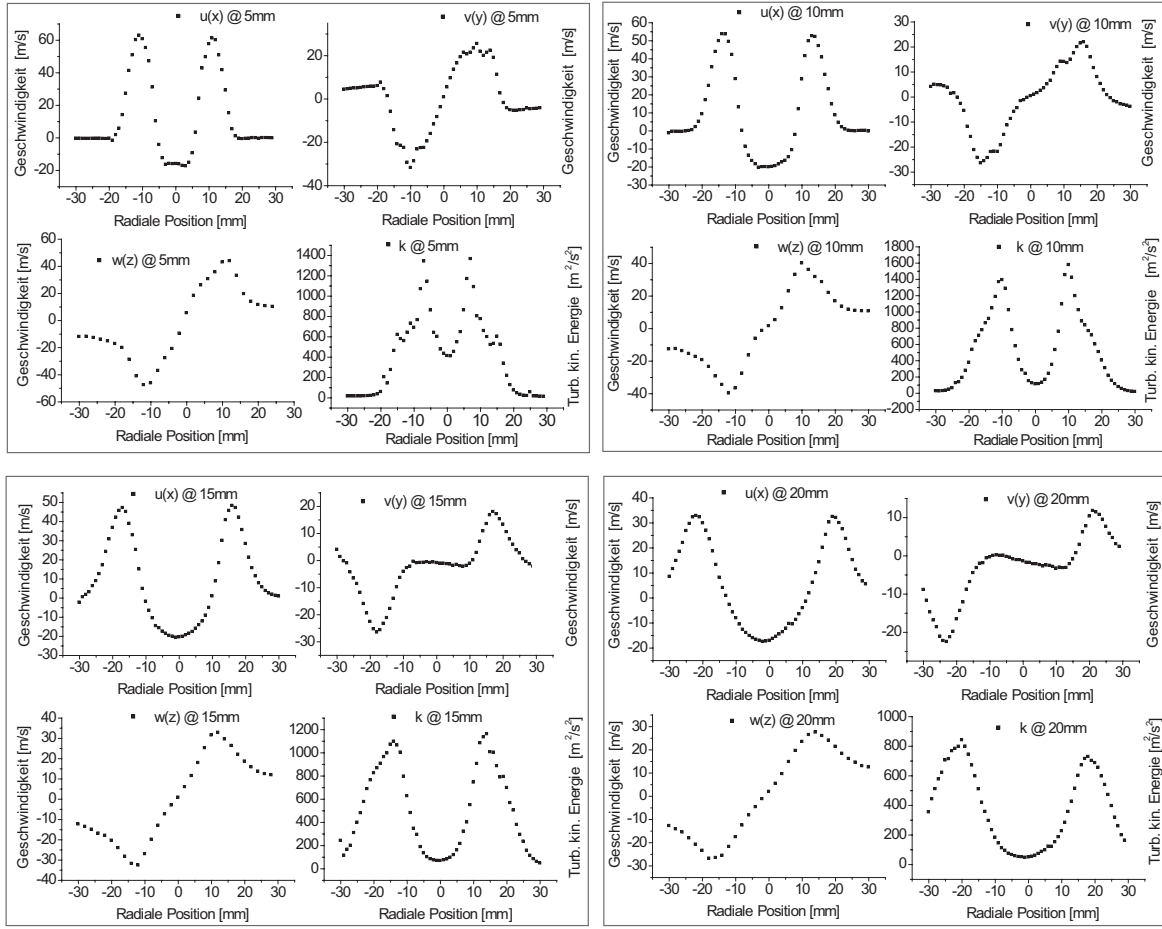 u(x) @ 5mm
Geschwindigkeit [m/s]
60
40
20
0
-20
-30 -20 -10 0 10 20 30
Radiale Position [mm]
v(y) @ 5mm
Geschwindigkeit [m/s]
20
0
-20
-40
-30 -20 -10 0 10 20 30
Radiale Position [mm]
w(z) @ 5mm
Geschwindigkeit [m/s]
60
40
20
0
-20
-40
-60
-30 -20 -10 0 10 20 30
Radiale Position [mm]
k @ 5mm
Turb. kin. Energie [m²/s²]
1400
1200
1000
800
600
400
200
0
-30 -20 -10 0 10 20 30
Radiale Position [mm]
u(x) @ 10mm
Geschwindigkeit [m/s]
60
50
40
30
20
10
0
-10
-20
-30
-30 -20 -10 0 10 20 30
Radiale Position [mm]
v(y) @ 10mm
Geschwindigkeit [m/s]
30
20
10
0
-10
-20
-30
-30 -20 -10 0 10 20 30
Radiale Position [mm]
w(z) @ 10mm
Geschwindigkeit [m/s]
40
20
0
-20
-40
-30 -20 -10 0 10 20 30
Radiale Position [mm]
k @ 10mm
Turb. kin. Energie [m²/s²]
1800
1600
1400
1200
1000
800
600
400
200
0
-200
-30 -20 -10 0 10 20 30
Radiale Position [mm]
u(x) @ 15mm
Geschwindigkeit [m/s]
50
40
30
20
10
0
-10
-20
-30
-30 -20 -10 0 10 20 30
Radiale Position [mm]
v(y) @ 15mm
Geschwindigkeit [m/s]
20
10
0
-10
-20
-30
-30 -20 -10 0 10 20 30
Radiale Position [mm]
w(z) @ 15mm
Geschwindigkeit [m/s]
40
30
20
10
0
-10
-20
-30
-40
-30 -20 -10 0 10 20 30
Radiale Position [mm]
k @ 15mm
Turb. kin. Energie [m²/s²]
1200
1000
800
600
400
200
0
-30 -20 -10 0 10 20 30
Radiale Position [mm]
u(x) @ 20mm
Geschwindigkeit [m/s]
40
30
20
10
0
-10
-20
-30 -20 -10 0 10 20 30
Radiale Position [mm]
v(y) @ 20mm
Geschwindigkeit [m/s]
10
0
-10
-20
-30 -20 -10 0 10 20 30
Radiale Position [mm]
w(z) @ 20mm
Geschwindigkeit [m/s]
30
20
10
0
-10
-20
-30
-30 -20 -10 0 10 20 30
Radiale Position [mm]
k @ 20mm
Turb. kin. Energie [m²/s²]
1000
800
600
400
200
0
-30 -20 -10 0 10 20 30
Radiale Position [mm]